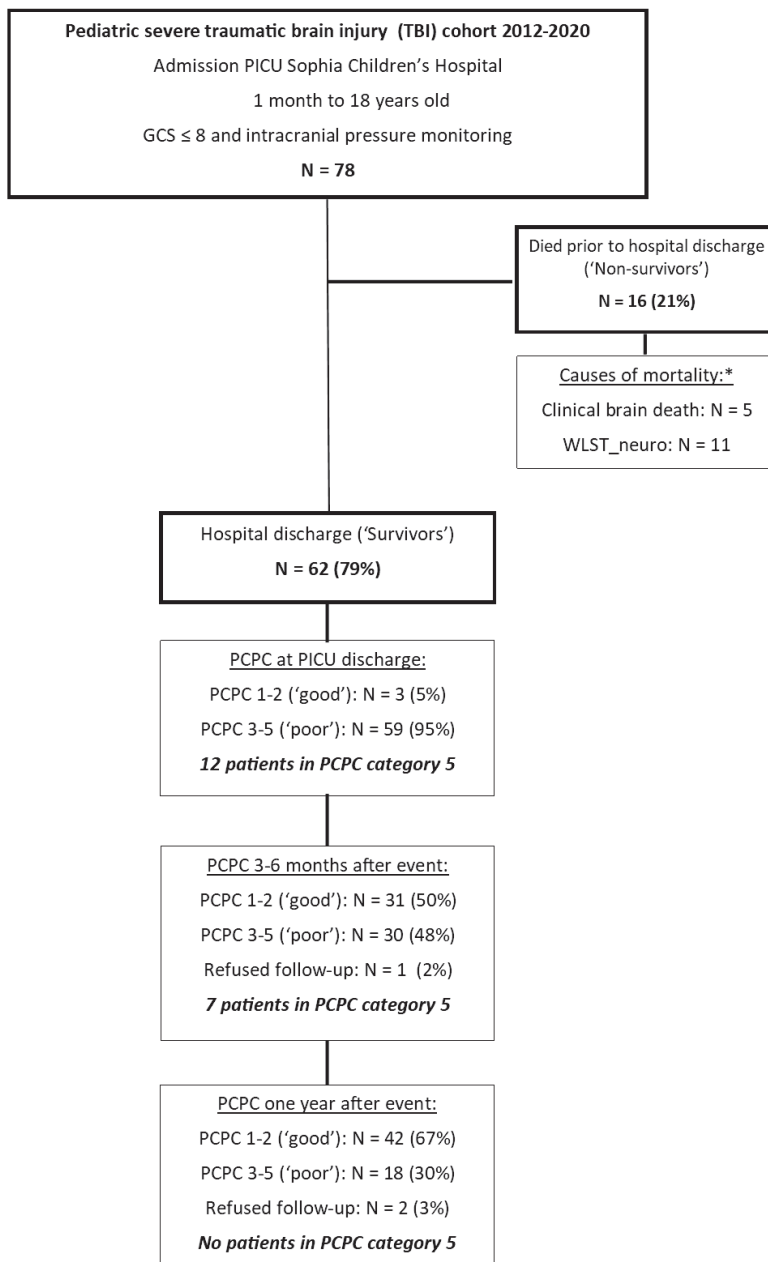 Pediatric severe traumatic brain injury (TBI) cohort 2012-2020
Admission PICU Sophia Children's Hospital
1 month to 18 years old
GCS ≤ 8 and intracranial pressure monitoring
N = 78
Died prior to hospital discharge
('Non-survivors')
N = 16 (21%)
Causes of mortality:*
Clinical brain death: N = 5
WLST_neuro: N = 11
Hospital discharge ('Survivors')
N = 62 (79%)
PCPC at PICU discharge:
PCPC 1-2 ('good'): N = 3 (5%)
PCPC 3-5 ('poor'): N = 59 (95%)
12 patients in PCPC category 5
PCPC 3-6 months after event:
PCPC 1-2 ('good'): N = 31 (50%)
PCPC 3-5 ('poor'): N = 30 (48%)
Refused follow-up: N = 1 (2%)
7 patients in PCPC category 5
PCPC one year after event:
PCPC 1-2 ('good'): N = 42 (67%)
PCPC 3-5 ('poor'): N = 18 (30%)
Refused follow-up: N = 2 (3%)
No patients in PCPC category 5